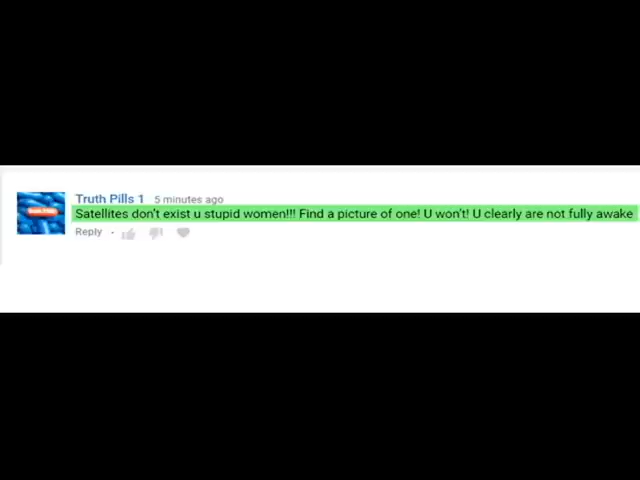 Truth Pills 1 5 minutes ago
Satellites don't exist u stupid women!!! Find a picture of one! U won't! U clearly are not fully awake
Reply